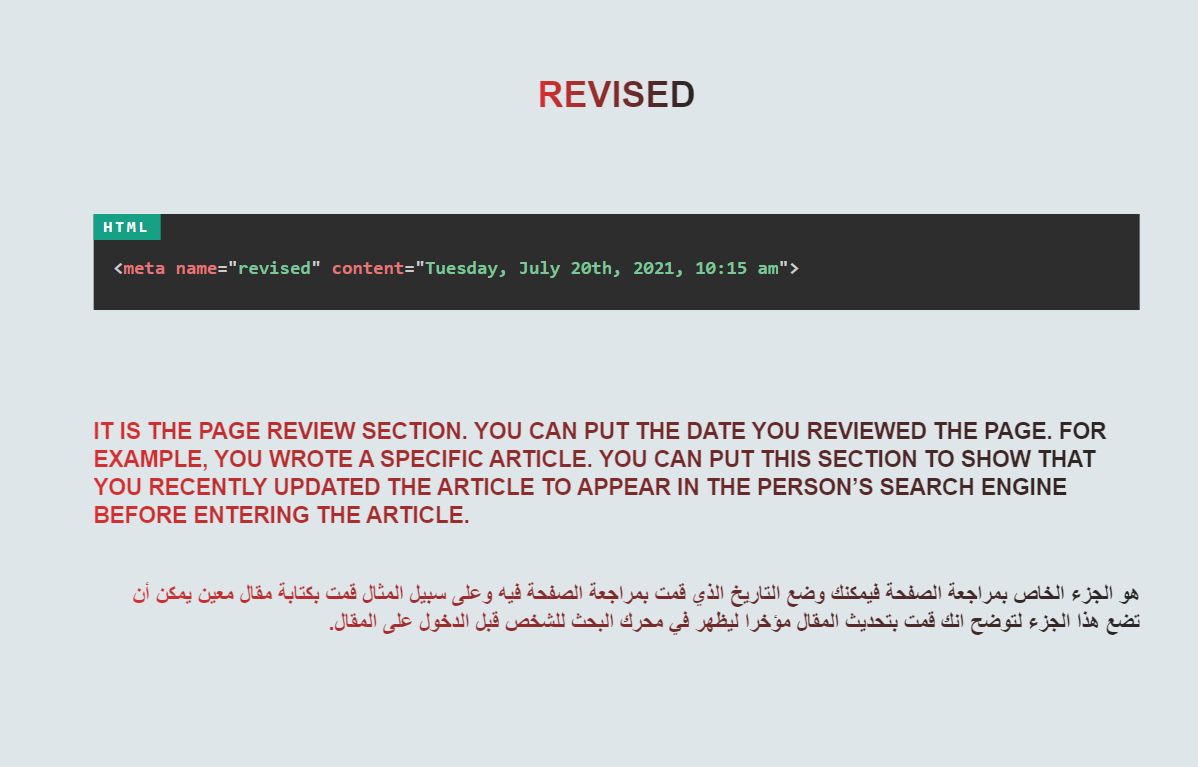 REVISED
HTML
<meta name="revised" content="Tuesday, July 20th, 2021, 10:15 am">
IT IS THE PAGE REVIEW SECTION. YOU CAN PUT THE DATE YOU REVIEWED THE PAGE. FOR
EXAMPLE, YOU WROTE A SPECIFIC ARTICLE. YOU CAN PUT THIS SECTION TO SHOW THAT
YOU RECENTLY UPDATED THE ARTICLE TO APPEAR IN THE PERSON’S SEARCH ENGINE
BEFORE ENTERING THE ARTICLE.
هو الجزء الخاص بمراجعة الصفحة فيمكنك وضع التاريخ الذي قمت بمراجعة الصفحة فيه وعلى سبيل المثال قمت بكتابة مقال معين يمكن أن
تضع هذا الجزء لتوضح انك قمت بتحديث المقال مؤخرا ليظهر في محرك البحث للشخص قبل الدخول على المقال.